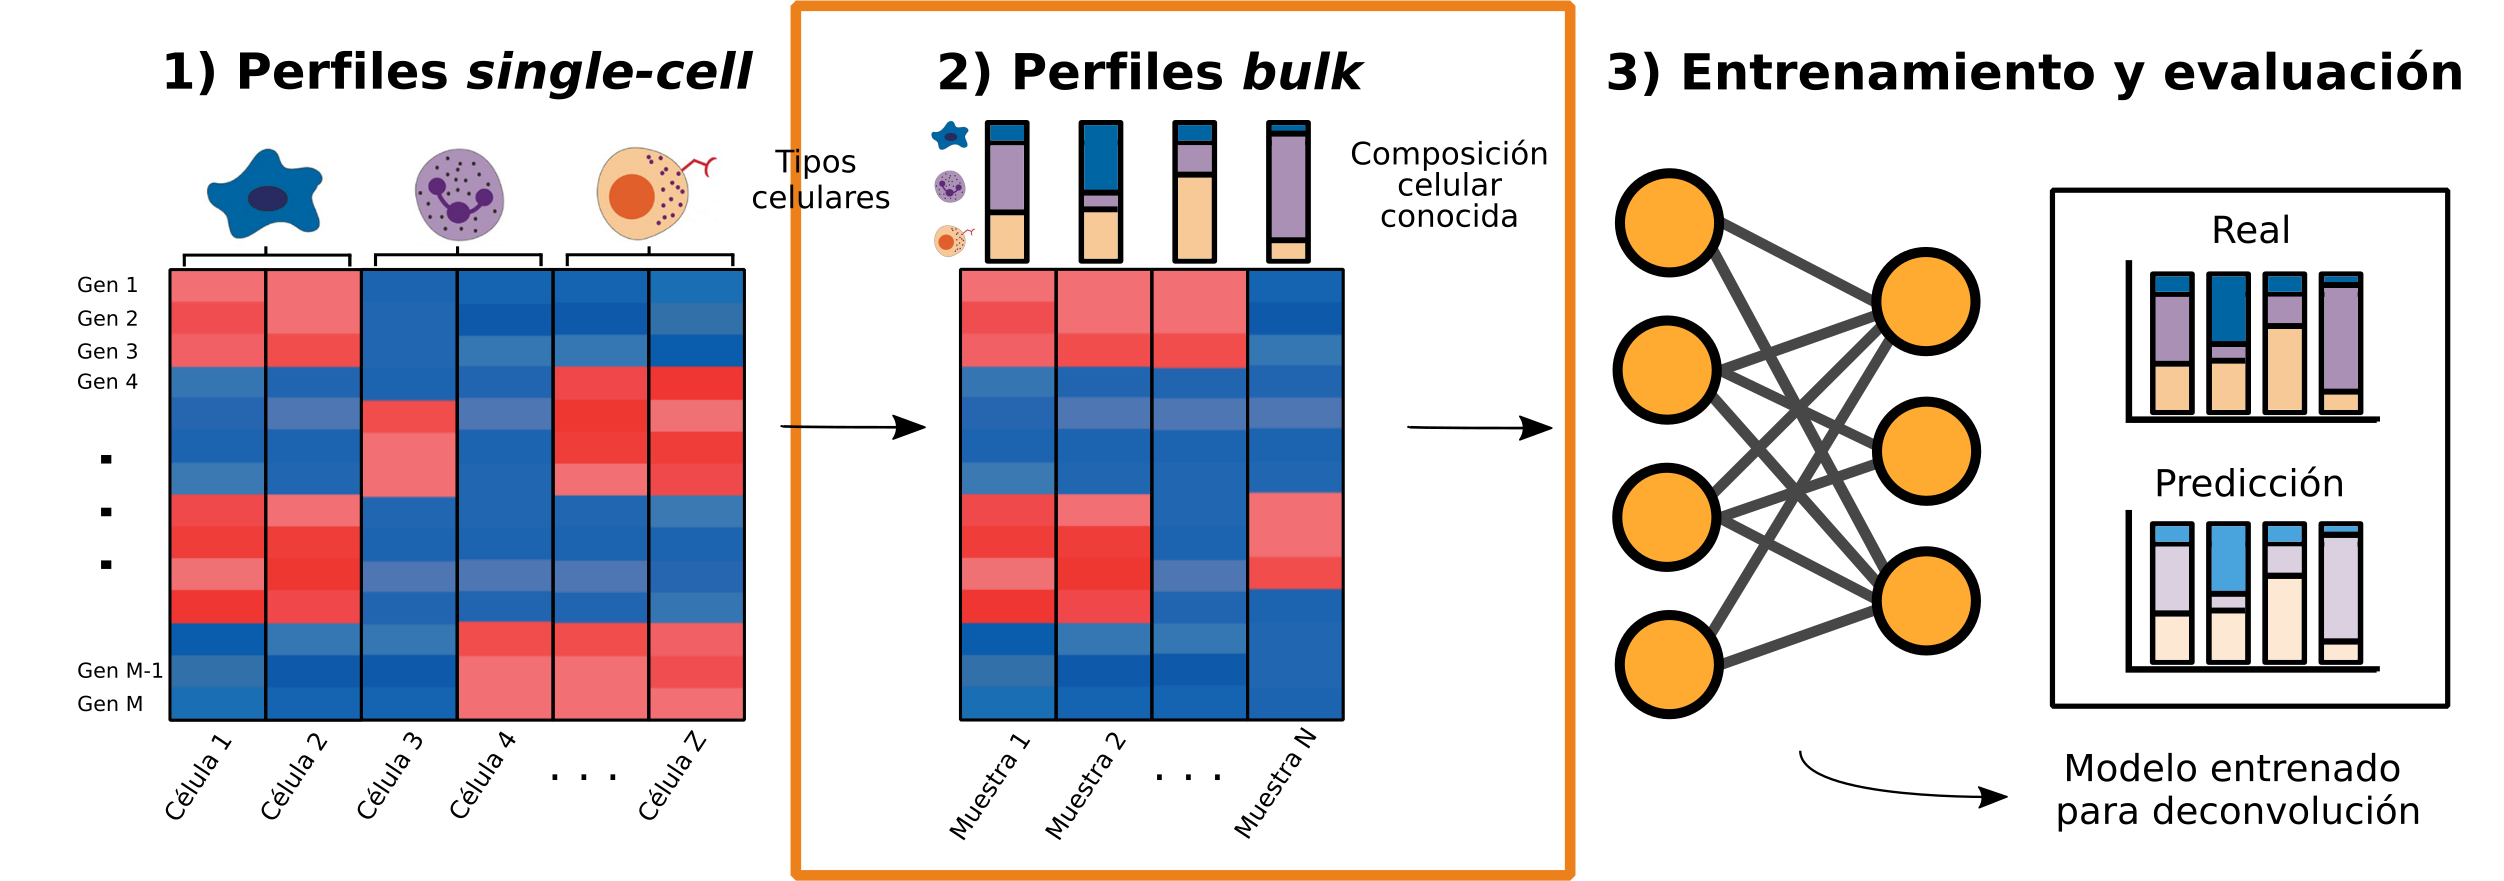 1) Perfiles single-cell
Tipos
celulares
Gen 1
Gen 2
Gen 3
Gen 4
.
.
.
Gen M-1
Gen M
Célula 1
Célula 2
Célula 3
Célula 4
. . .
Célula Z
2) Perfiles bulk
Composición
celular
conocida
Muestra 1
Muestra 2
. . .
Muestra N
3) Entrenamiento y evaluación
Real
Predicción
Modelo entrenado
para deconvolución